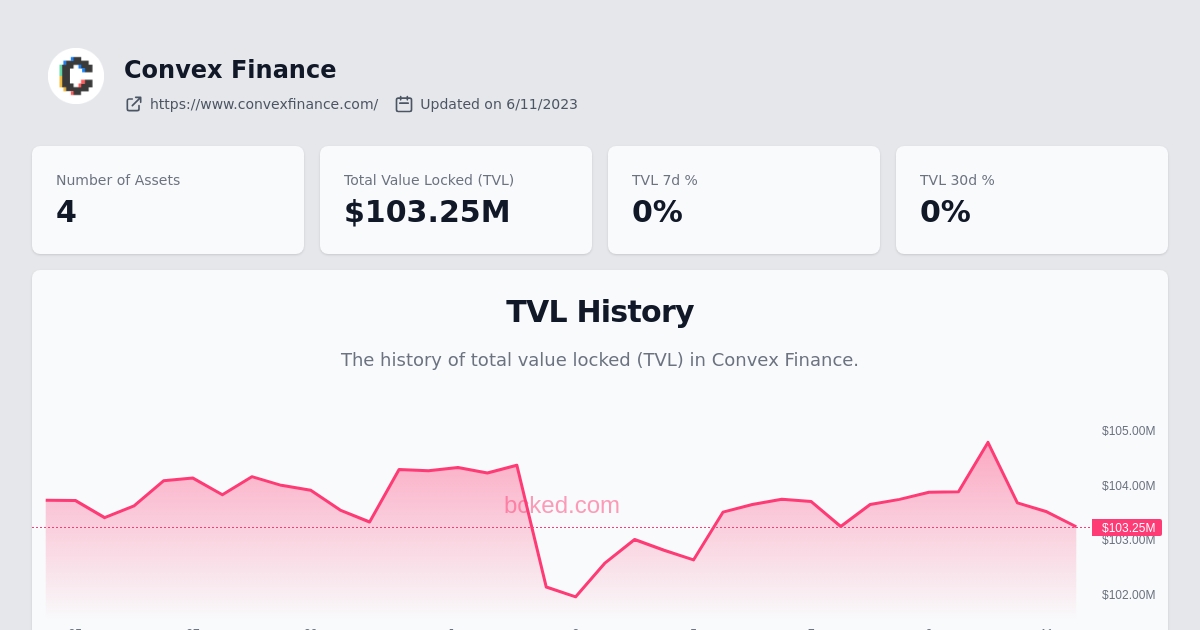 Convex Finance
https://www.convexfinance.com/ Updated on 6/11/2023
Number of Assets
4
Total Value Locked (TVL)
$103.25M
TVL 7d %
0%
TVL 30d %
0%
TVL History
The history of total value locked (TVL) in Convex Finance.
$105.00M
$104.00M
boked.com
$103.25M
$103.00M
$102.00M